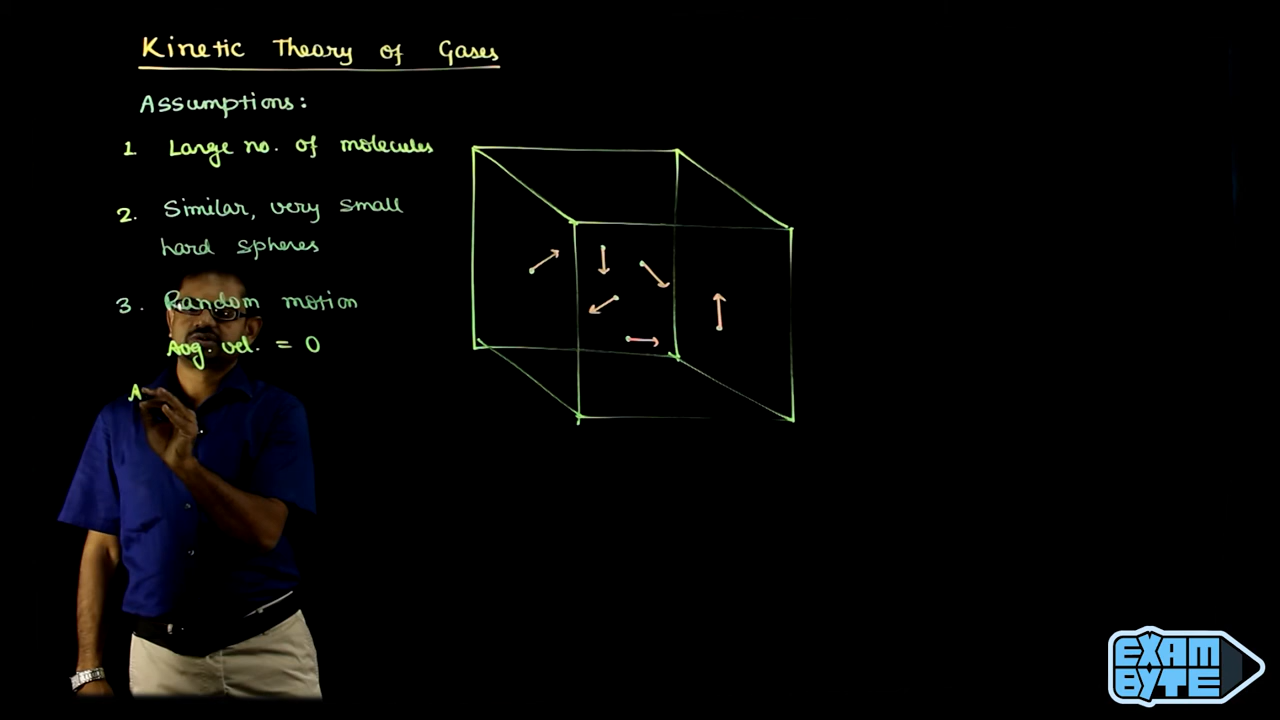 Kinetic Theory of Gases
Assumptions:
1. Large no. of molecules
2. Similar, very small
hard spheres
3. Random motion
Avg. vel. = 0
A
EXAM
BYTE